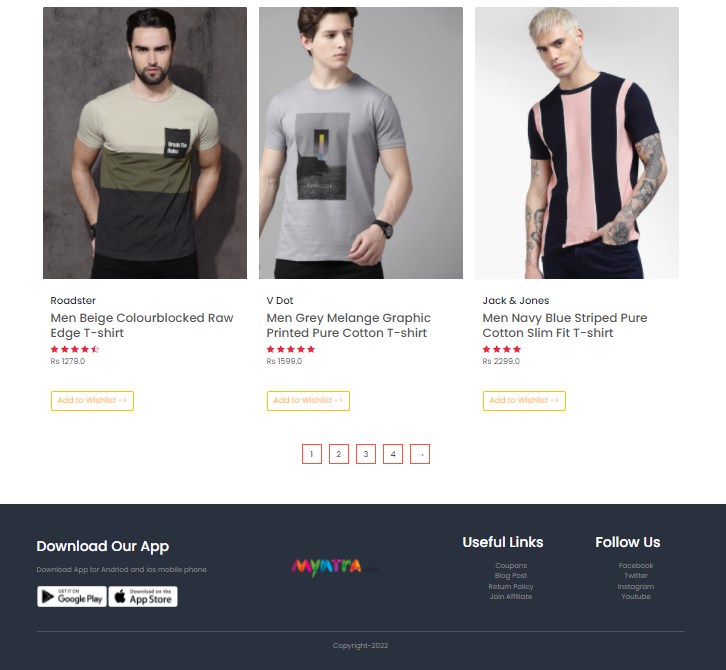 Break The
Rules
Roadster
Men Beige Colourblocked Raw
Edge T-shirt
Rs 1279.0
Add to Wishlist ->
V Dot
Men Grey Melange Graphic
Printed Pure Cotton T-shirt
Rs 1599.0
Add to Wishlist ->
Jack & Jones
Men Navy Blue Striped Pure
Cotton Slim Fit T-shirt
Rs 2299.0
Add to Wishlist ->
1 2 3 4 →
Download Our App
Download App for Andriod and ios mobile phone
GET IT ON
Google Play
Download on the
App Store
Myntra
Useful Links
Coupons
Blog Post
Return Policy
Join Affiliate
Follow Us
Facebook
Twitter
Instagram
Youtube
Copyright-2022